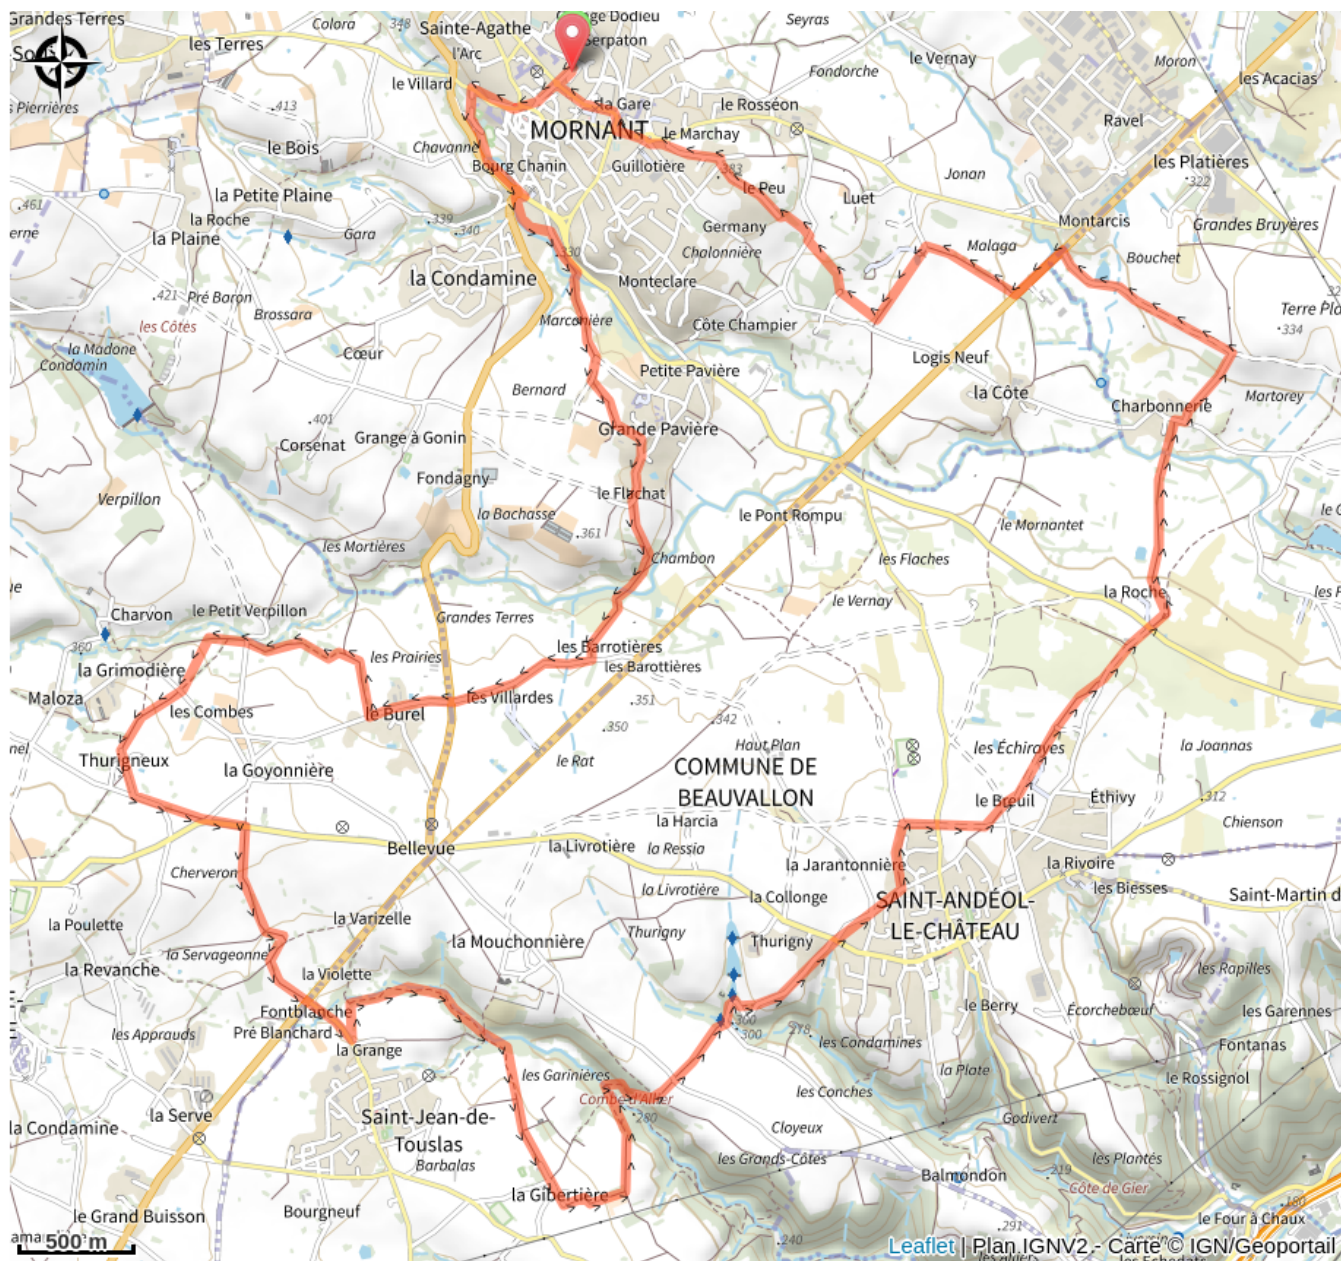 Grandes Terres
Colora
348
Sainte-Agathe
Serpaton
Seyras
les Terres
l'Arc
le Vernay
Moron
le Villard
Fondorche
les Acacias
Pierrières
.413
la Gare
le Rosséon
Ravel
MORNANT
le Marchay
le Bois
Chavanne
Bourg Chanin
Guillotière
.383
les Platières
Jonan
.322
la Petite Plaine
le Peu
Luet
.461
la Roche
.339
Montarcis
Grandes Bruyères
la Plaine
Gara
.340
Germany
Malaga
Chalonnière
.330
Bouchet
la Condamine
Monteclare
.421
Pré Baron
Terre Pla
Brossara
Marconière
Côte Champier
les Côtés
.334
la Madone
Condamin
Cœur
Logis Neuf
Petite Pavière
Bernard
la Côte
Martorey
Charbonnerie
.401
Corsenat
Grange à Gonin
Grande Pavière
Fondagny
Verpillon
le Flachat
la Bachasse
le Pont Rompu
le Mornantet
.361
les Mortières
Chambon
les Flaches
la Roche
le Vernay
Charvon
le Petit Verpillon
Grandes Terres
360
les Barrotières
les Prairies
la Grimodière
les Barottières
Maloza
les Villardes
.351
les Combes
le Burel
.342
.350
Haut Plan
les Échirayes
la Joannas
Thurigneux
la Goyonnière
le Rat
COMMUNE DE
BEAUVALLON
le Breuil
Éthivy
.312
la Harcia
Chienson
Bellevue
la Livrotière
la Ressia
la Jarantonnière
la Rivoire
Cherveron
la Livrotière
les Biesses
Saint-Martin d
la Collonge
SAINT-ANDÉOL-
LE-CHÂTEAU
la Poulette
la Varizelle
Thurigny
Thurigny
la Mouchonnière
la Servageonne
la Revanche
la Violette
les Rapilles
le Berry
Écorchebœuf
les Garennes
Fontblanche
300
.300
278
les Apprauds
Pré Blanchard
les Condamines
Fontanas
la Grange
la Plate
les Garinières
le Rossignol
Combe d'Allier
les Conches
la Serve
.280
Godivert
Saint-Jean-de-
Touslas
la Condamine
Cloyeux
les Grands-Côtes
les Plantés
Barbalas
.219
Balmondon
Côte de Gier
la Gibertière
180
Bourgneuf
le Grand Buisson
.291
le Four à Chaux
.240
500 m
Leaflet | Plan IGNV2 - Carte © IGN/Geoportail